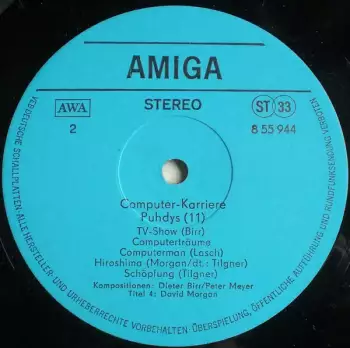 AMIGA
AWA
STEREO
ST 33
2
8 55 944
Computer-Karriere
Puhdys (11)
TV-Show (Birr)
Computerträume
Computerman (Lasch)
Hiroshima (Morgan/dt.: Tilgner)
Schöpfung (Tilgner)
Kompositionen: Dieter Birr/Peter Meyer
Titel 4: David Morgan
VEB DEUTSCHE SCHALLPLATTEN · ALLE HERSTELLER- UND URHEBERRECHTE VORBEHALTEN ÜBERSPIELUNG, ÖFFENTLICHE AUFFÜHRUNG UND RUNDFUNKSENDUNG VERBOTEN